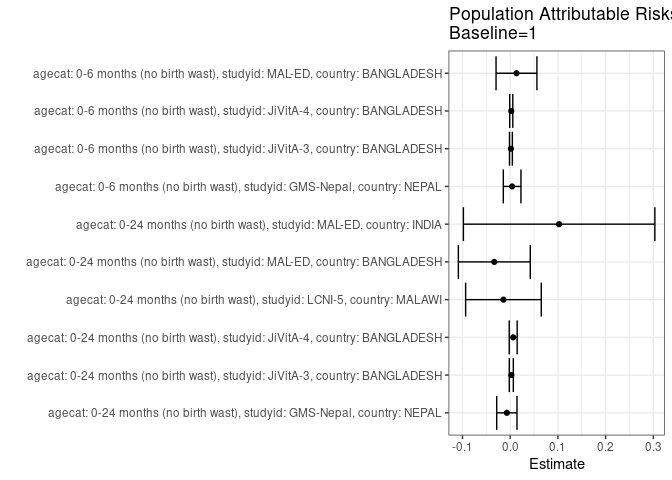 Population Attributable Risks
Baseline=1
agecat: 0-6 months (no birth wast), studyid: MAL-ED, country: BANGLADESH
agecat: 0-6 months (no birth wast), studyid: JiVitA-4, country: BANGLADESH
agecat: 0-6 months (no birth wast), studyid: JiVitA-3, country: BANGLADESH
agecat: 0-6 months (no birth wast), studyid: GMS-Nepal, country: NEPAL
agecat: 0-24 months (no birth wast), studyid: MAL-ED, country: INDIA
agecat: 0-24 months (no birth wast), studyid: MAL-ED, country: BANGLADESH
agecat: 0-24 months (no birth wast), studyid: LCNI-5, country: MALAWI
agecat: 0-24 months (no birth wast), studyid: JiVitA-4, country: BANGLADESH
agecat: 0-24 months (no birth wast), studyid: JiVitA-3, country: BANGLADESH
agecat: 0-24 months (no birth wast), studyid: GMS-Nepal, country: NEPAL
-0.1 0.0 0.1 0.2 0.3
Estimate